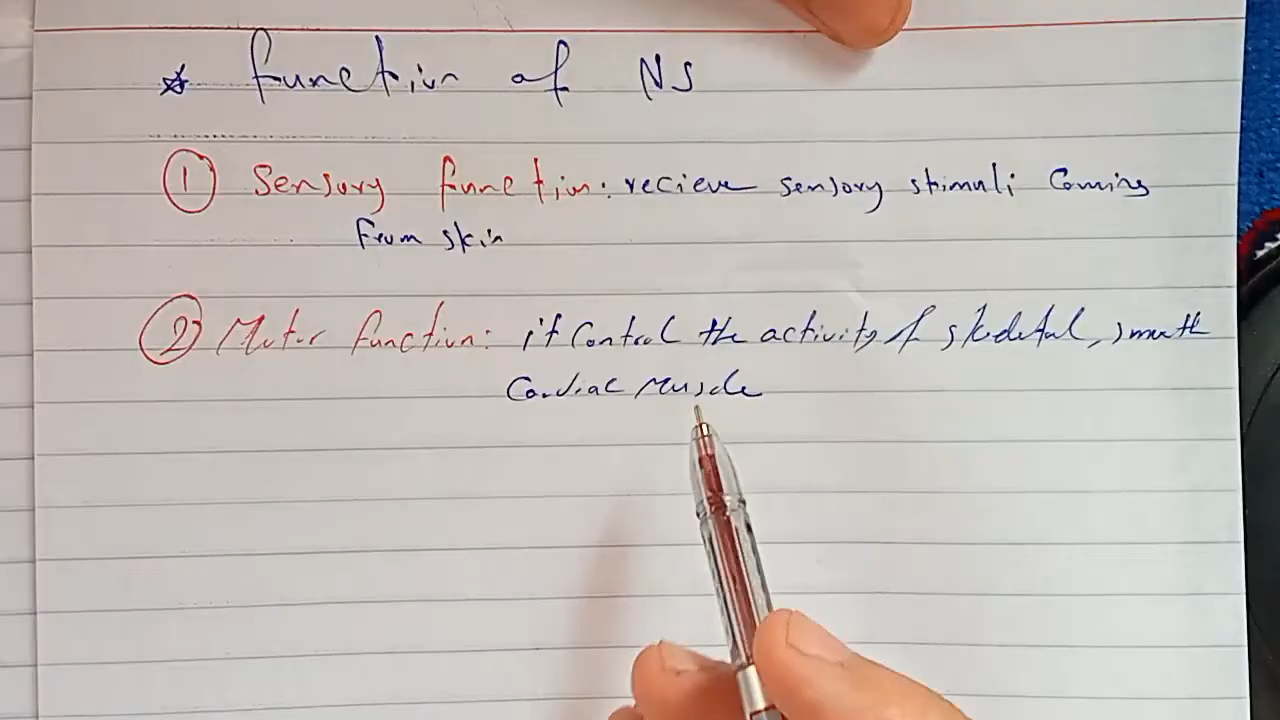 * Function of NS
① Sensory function: recieve sensory stimuli coming
From skin
② Motor function: it control the activity of skeletal, smooth
Cardiac Muscle